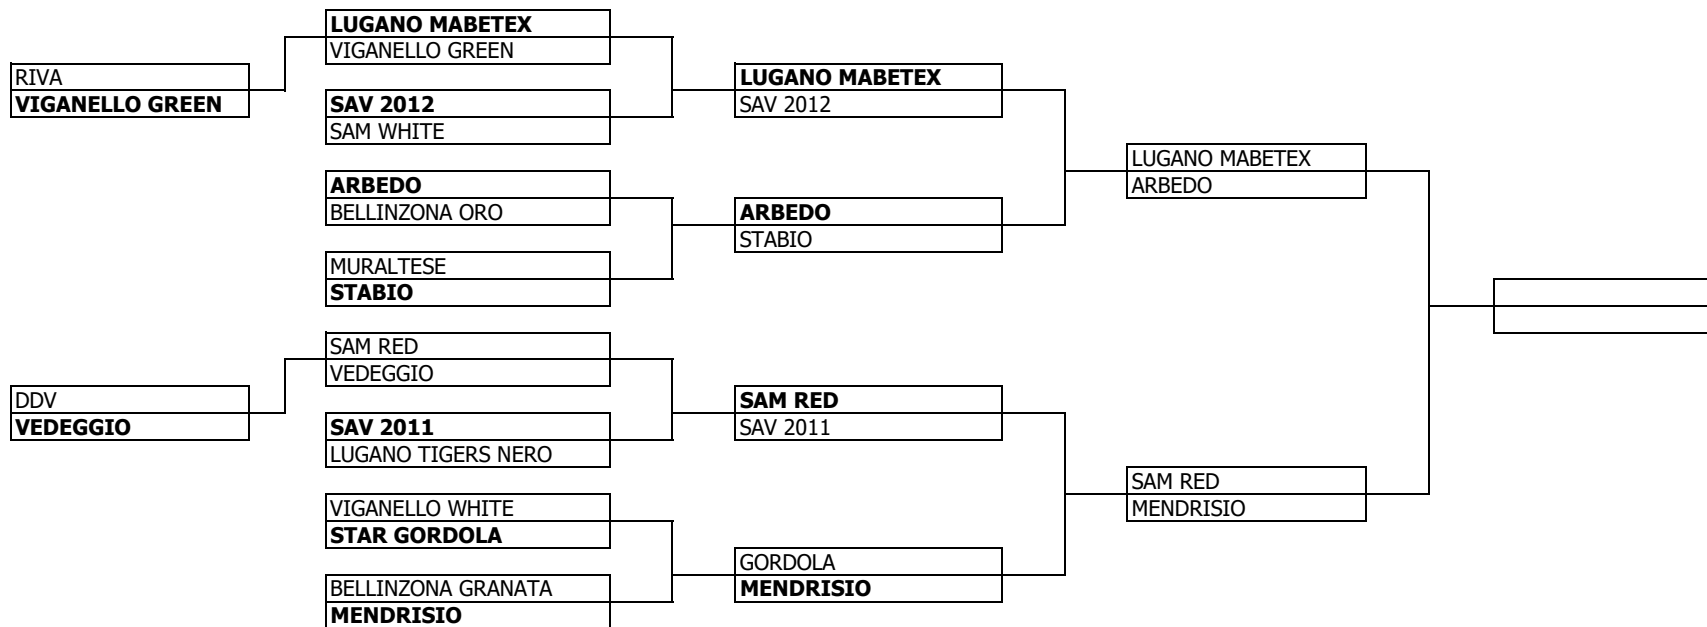 RIVA
VIGANELLO GREEN
DDV
VEDEGGIO
LUGANO MABETEX
VIGANELLO GREEN
SAV 2012
SAM WHITE
ARBEDO
BELLINZONA ORO
MURALTESE
STABIO
SAM RED
VEDEGGIO
SAV 2011
LUGANO TIGERS NERO
VIGANELLO WHITE
STAR GORDOLA
BELLINZONA GRANATA
MENDRISIO
LUGANO MABETEX
SAV 2012
ARBEDO
STABIO
SAM RED
SAV 2011
GORDOLA
MENDRISIO
LUGANO MABETEX
ARBEDO
SAM RED
MENDRISIO